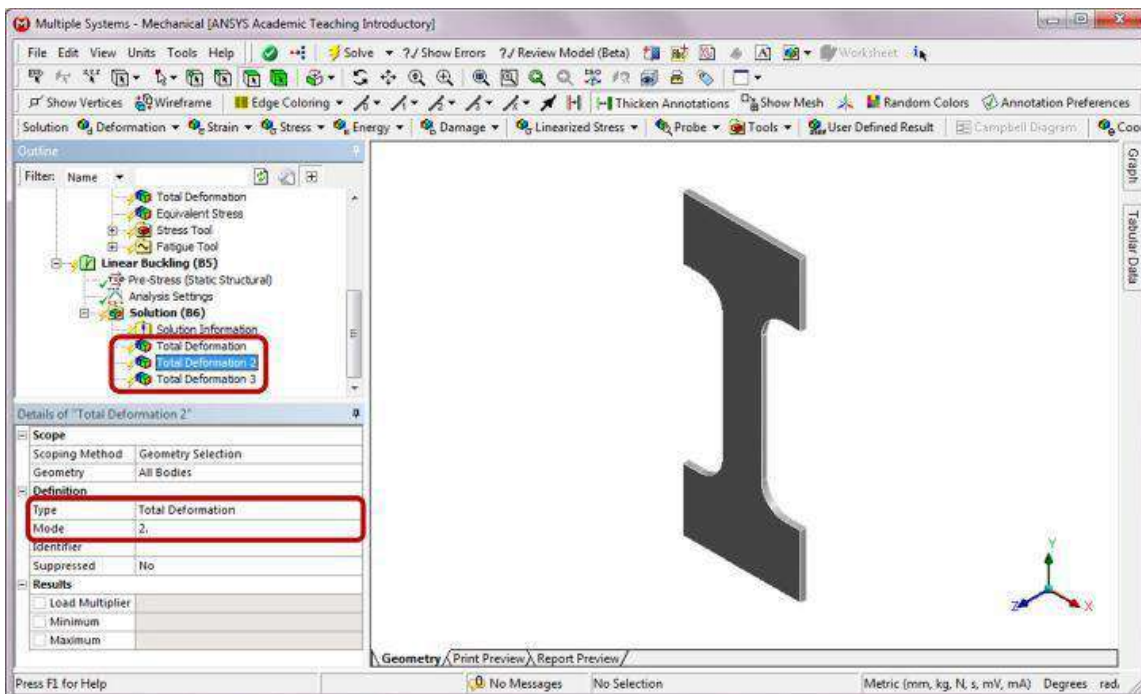 Multiple Systems - Mechanical [ANSYS Academic Teaching Introductory]
File Edit View Units Tools Help Solve ?/ Show Errors ?/ Review Model (Beta) A Worksheet
Show Vertices Wireframe Edge Coloring Thicken Annotations Show Mesh Random Colors Annotation Preferences
Solution Deformation Strain Stress Energy Damage Linearized Stress Probe Tools User Defined Result Campbell Diagram Coo
Outline
Filter: Name
Total Deformation
Equivalent Stress
Stress Tool
Fatigue Tool
Linear Buckling (B5)
Pre-Stress (Static Structural)
Analysis Settings
Solution (B6)
Solution Information
Total Deformation
Total Deformation 2
Total Deformation 3
Details of "Total Deformation 2"
Scope
Scoping Method Geometry Selection
Geometry All Bodies
Definition
Type Total Deformation
Mode 2.
Identifier
Suppressed No
Results
Load Multiplier
Minimum
Maximum
Graph
Tabular Data
Y
Z X
Geometry Print Preview Report Preview
Press F1 for Help No Messages No Selection Metric (mm, kg, N, s, mV, mA) Degrees rad/